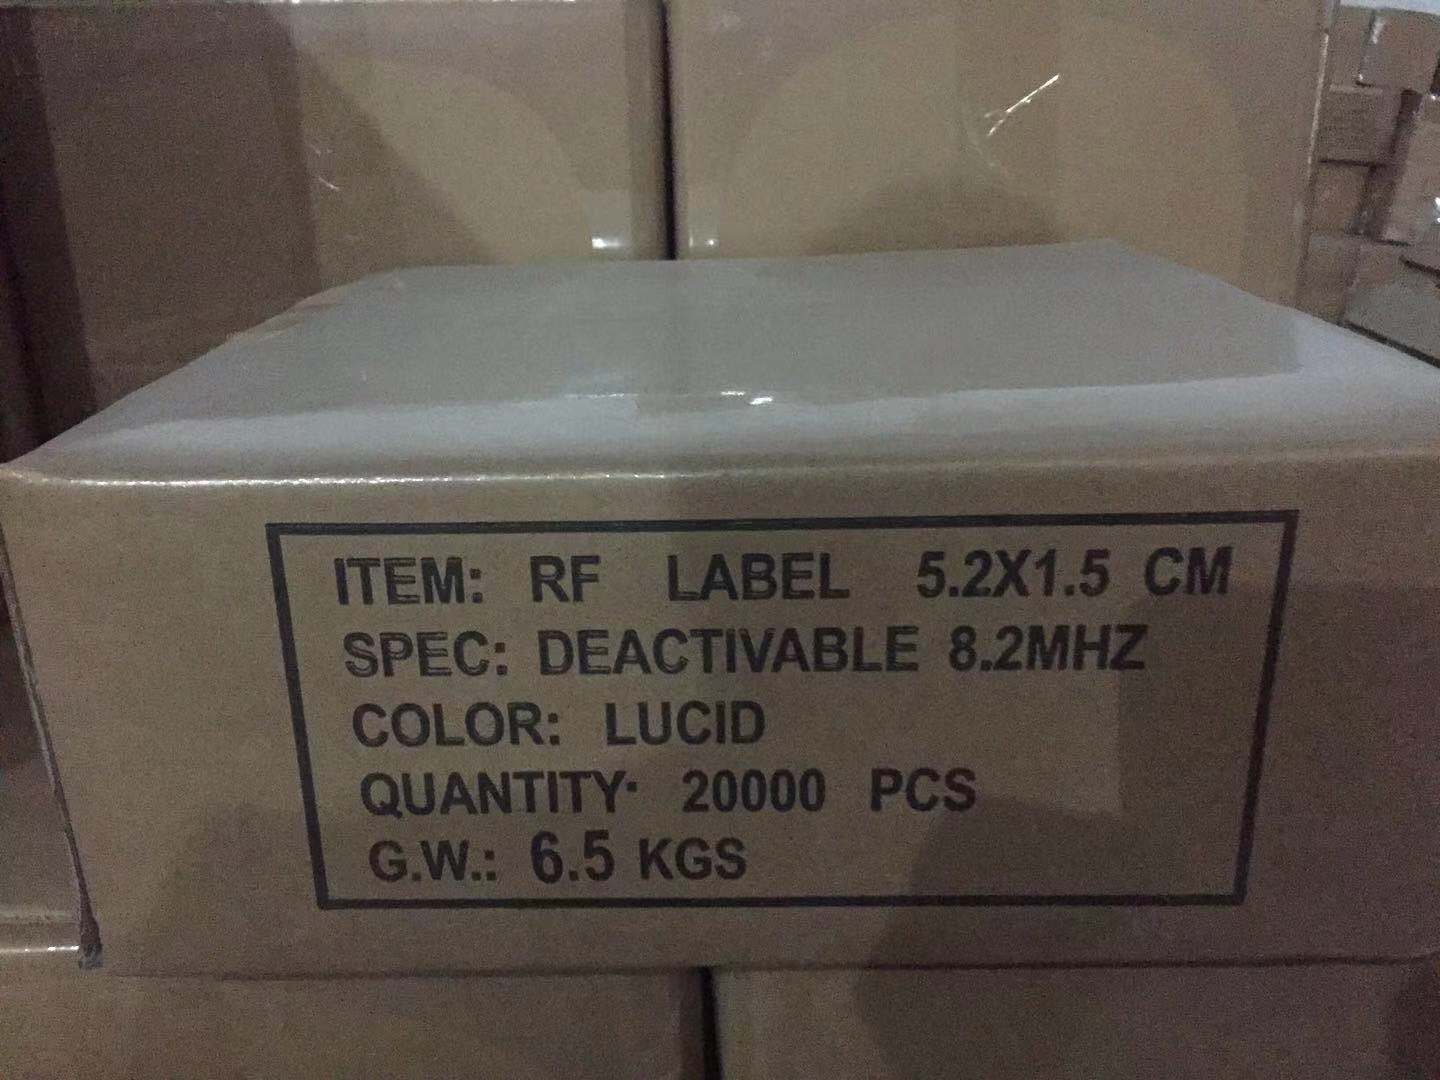 ITEM: RF LABEL 5.2X1.5 CM
SPEC: DEACTIVABLE 8.2MHZ
COLOR: LUCID
QUANTITY· 20000 PCS
G.W.: 6.5 KGS